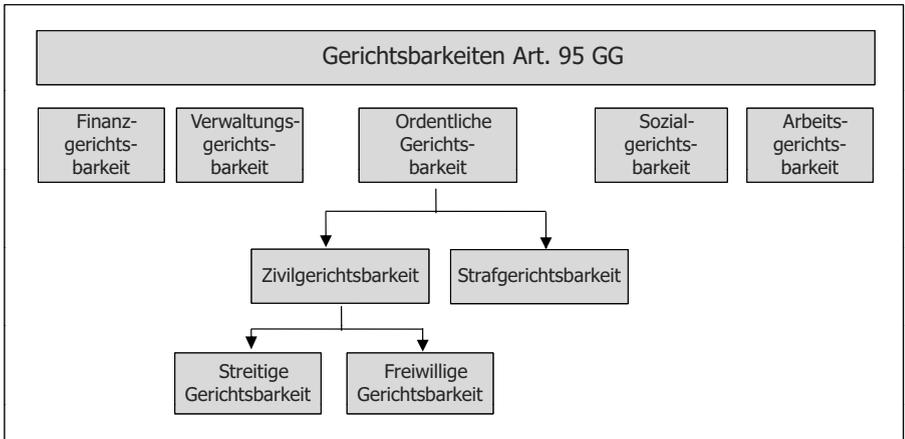 Gerichtsbarkeiten Art. 95 GG
Finanz-
gerichts-
barkeit
Verwaltungs-
gerichts-
barkeit
Ordentliche
Gerichts-
barkeit
Sozial-
gerichts-
barkeit
Arbeits-
gerichts-
barkeit
Zivilgerichtsbarkeit
Strafgerichtsbarkeit
Streitige
Gerichtsbarkeit
Freiwillige
Gerichtsbarkeit